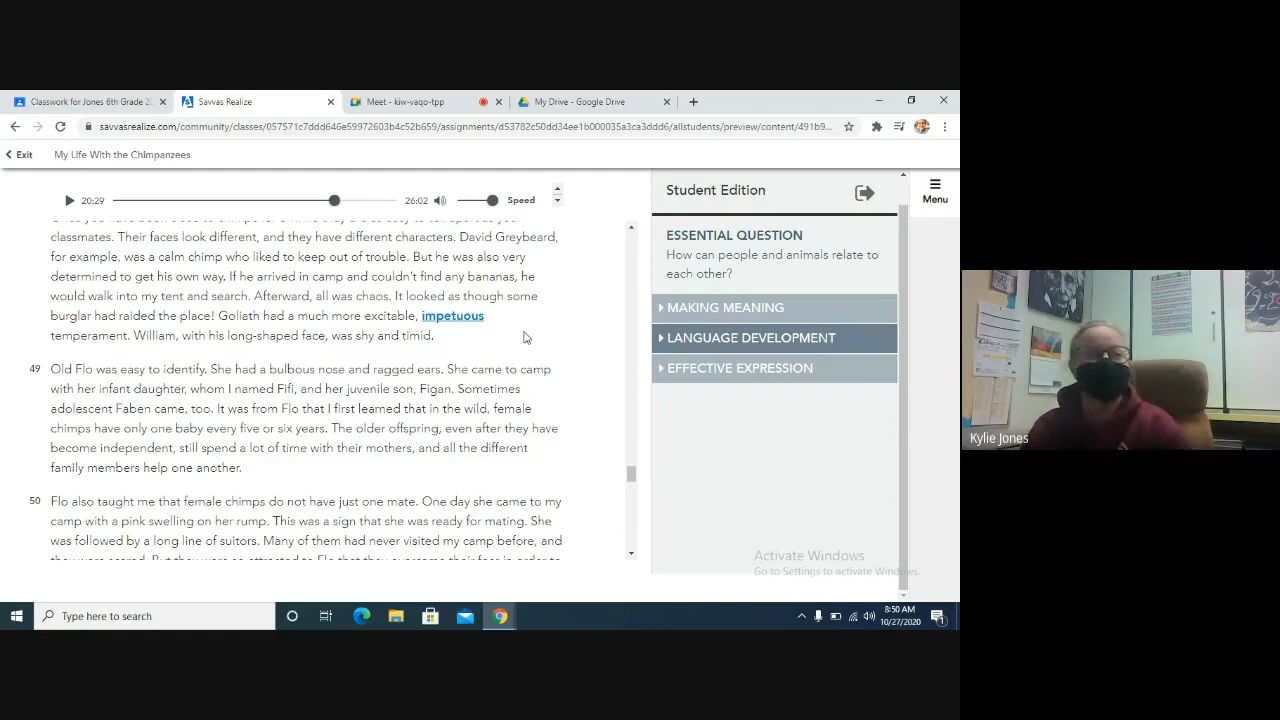 Classwork for Jones 6th Grade
Savvas Realize
Meet - kiw-vaqo-tpp
My Drive - Google Drive
savvasrealize.com/community/classes/057571c7ddd646e59972603b4c52b659/assignments/d53782c50dd34ee1b000035a3ca3ddd6/allstudents/preview/content/491b9...
Exit
My Life With the Chimpanzees
20:29
26:02
Speed
classmates. Their faces look different, and they have different characters. David Greybeard,
for example, was a calm chimp who liked to keep out of trouble. But he was also very
determined to get his own way. If he arrived in camp and couldn't find any bananas, he
would walk into my tent and search. Afterward, all was chaos. It looked as though some
burglar had raided the place! Goliath had a much more excitable, impetuous
temperament. William, with his long-shaped face, was shy and timid.
49
Old Flo was easy to identify. She had a bulbous nose and ragged ears. She came to camp
with her infant daughter, whom I named Fifi, and her juvenile son, Figan. Sometimes
adolescent Faben came, too. It was from Flo that I first learned that in the wild, female
chimps have only one baby every five or six years. The older offspring, even after they have
become independent, still spend a lot of time with their mothers, and all the different
family members help one another.
50
Flo also taught me that female chimps do not have just one mate. One day she came to my
camp with a pink swelling on her rump. This was a sign that she was ready for mating. She
was followed by a long line of suitors. Many of them had never visited my camp before, and
Student Edition
ESSENTIAL QUESTION
How can people and animals relate to
each other?
MAKING MEANING
LANGUAGE DEVELOPMENT
EFFECTIVE EXPRESSION
Menu
Activate Windows
Go to Settings to activate Windows.
Type here to search
8:50 AM
10/27/2020
1
Kylie Jones